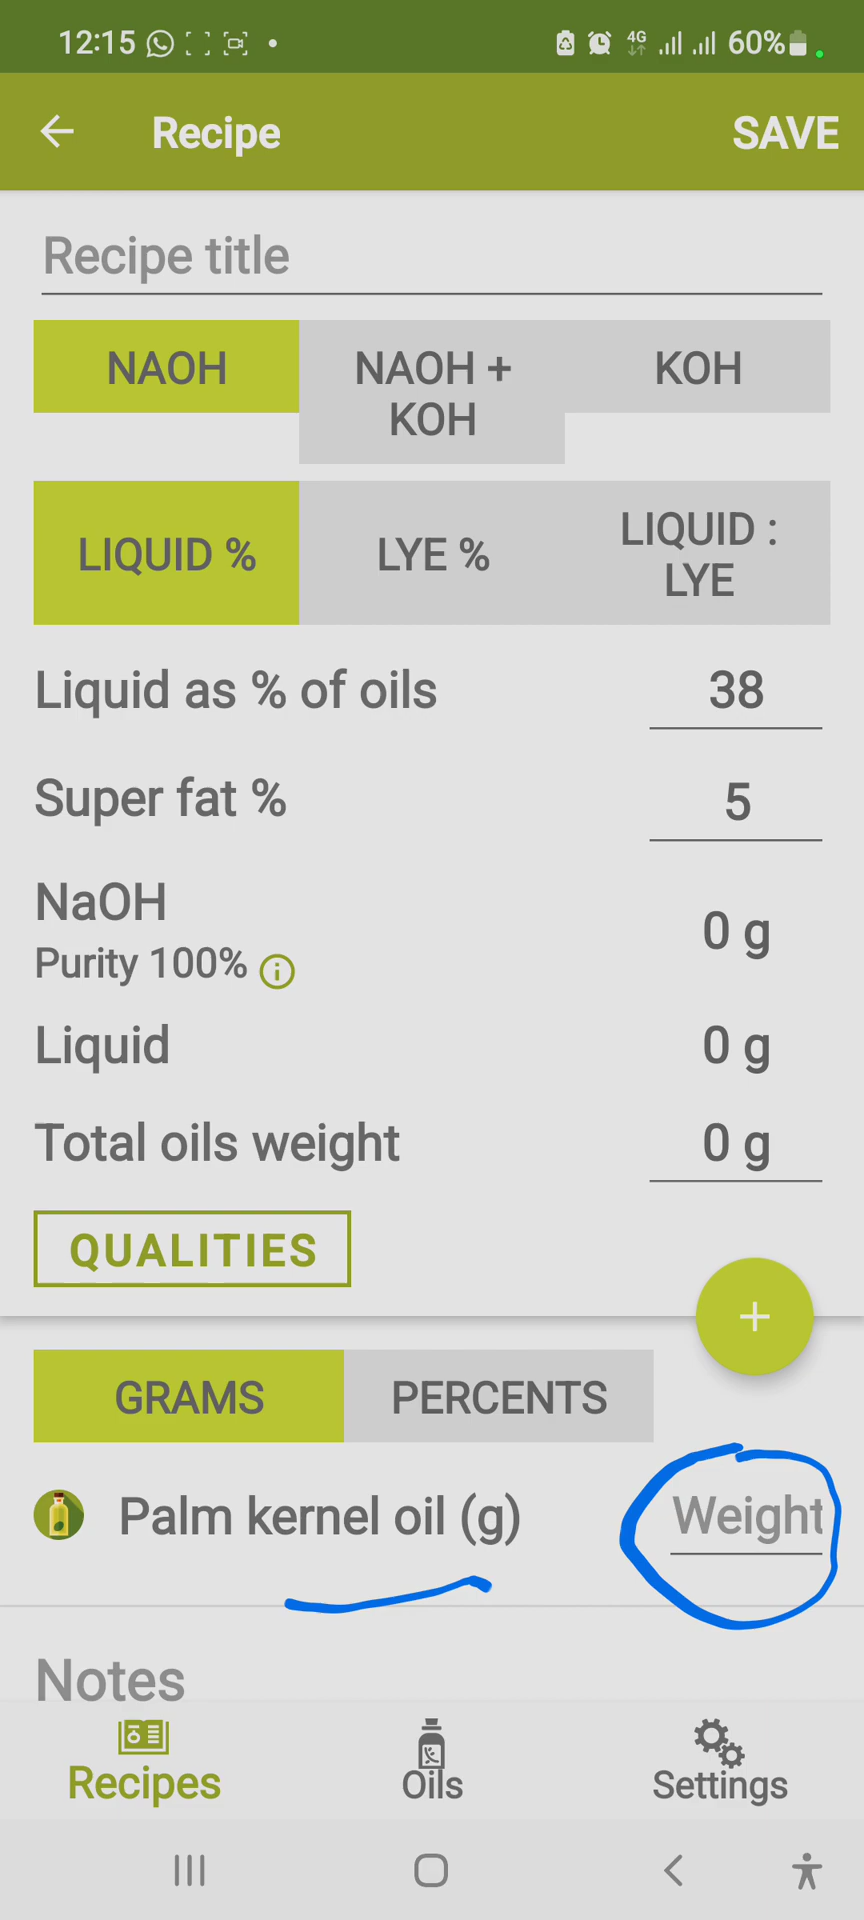 12:15 4G 60%
Recipe SAVE
Recipe title
NAOH NAOH + KOH KOH
LIQUID % LYE % LIQUID : LYE
Liquid as % of oils 38
Super fat % 5
NaOH
Purity 100% 0 g
Liquid 0 g
Total oils weight 0 g
QUALITIES
+
GRAMS PERCENTS
Palm kernel oil (g) Weight
Notes
Recipes Oils Settings